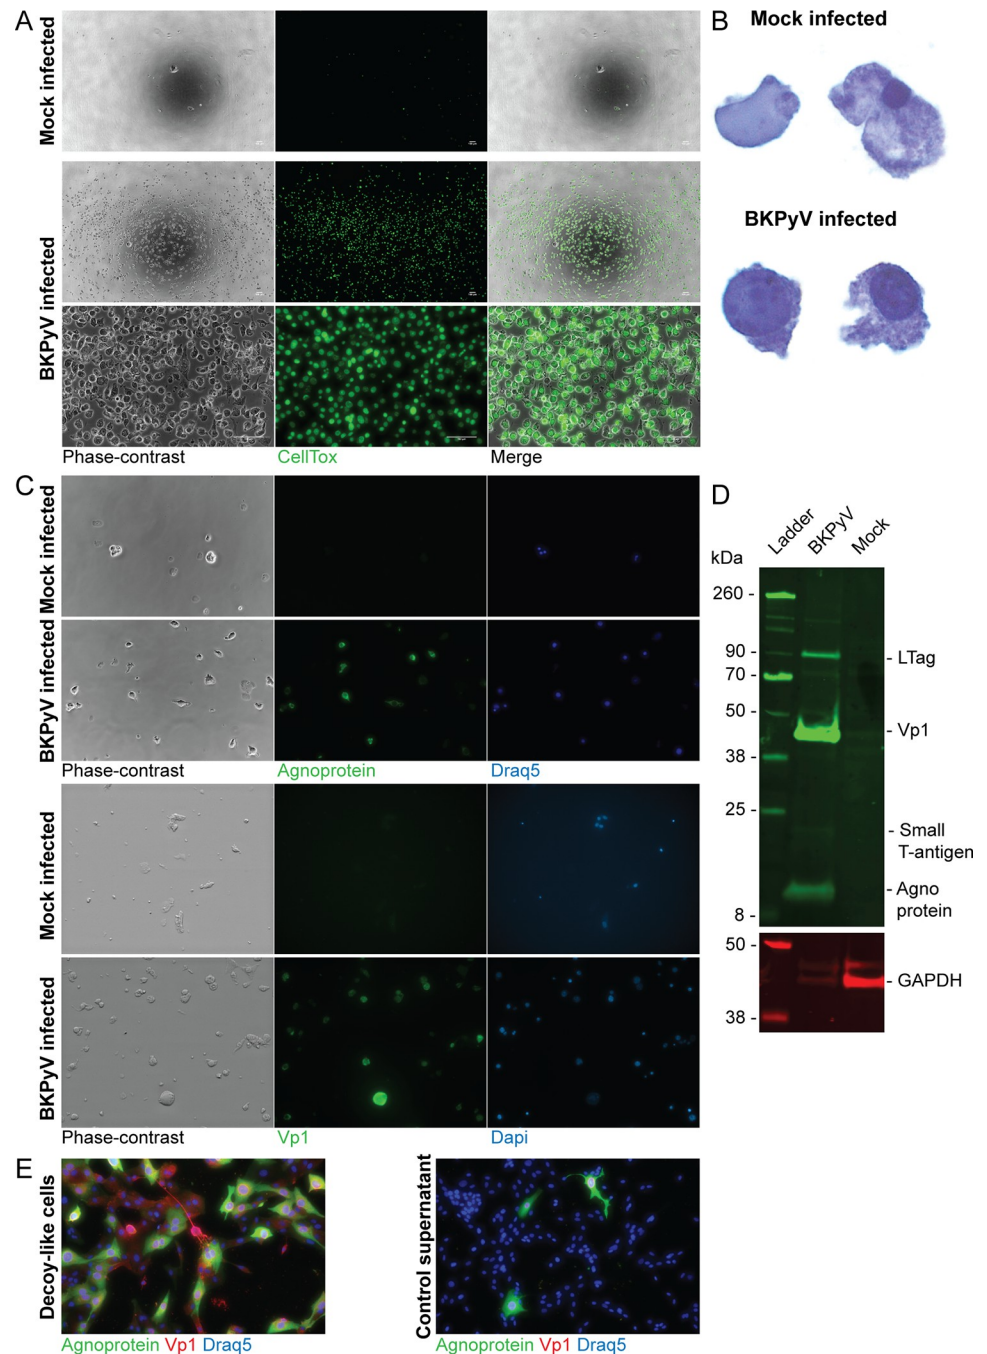 A
Mock infected
BKPyV infected
Phase-contrast
CellTox
Merge
B
Mock infected
BKPyV infected
C
Mock infected
BKPyV infected
Phase-contrast
Agnoprotein
Draq5
Mock infected
BKPyV infected
Phase-contrast
Vp1
Dapi
D
kDa
Ladder
BKPyV
Mock
260 -
90 -
70 -
50 -
38 -
25 -
8 -
50 -
38 -
- LTag
- Vp1
- Small
T-antigen
- Agno
protein
- GAPDH
E
Decoy-like cells
Agnoprotein Vp1 Draq5
Control supernatant
Agnoprotein Vp1 Draq5